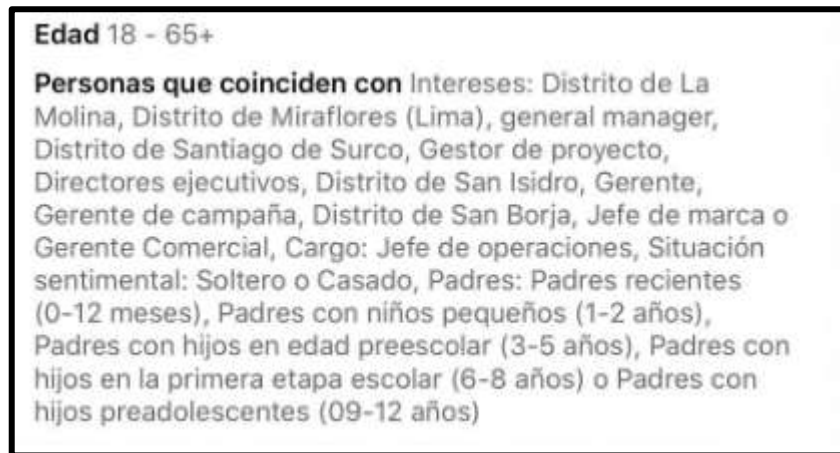 Edad 18 - 65+
Personas que coinciden con Intereses: Distrito de La
Molina, Distrito de Miraflores (Lima), general manager,
Distrito de Santiago de Surco, Gestor de proyecto,
Directores ejecutivos, Distrito de San Isidro, Gerente,
Gerente de campaña, Distrito de San Borja, Jefe de marca o
Gerente Comercial, Cargo: Jefe de operaciones, Situación
sentimental: Soltero o Casado, Padres: Padres recientes
(0-12 meses), Padres con niños pequeños (1-2 años),
Padres con hijos en edad preescolar (3-5 años), Padres con
hijos en la primera etapa escolar (6-8 años) o Padres con
hijos preadolescentes (09-12 años)